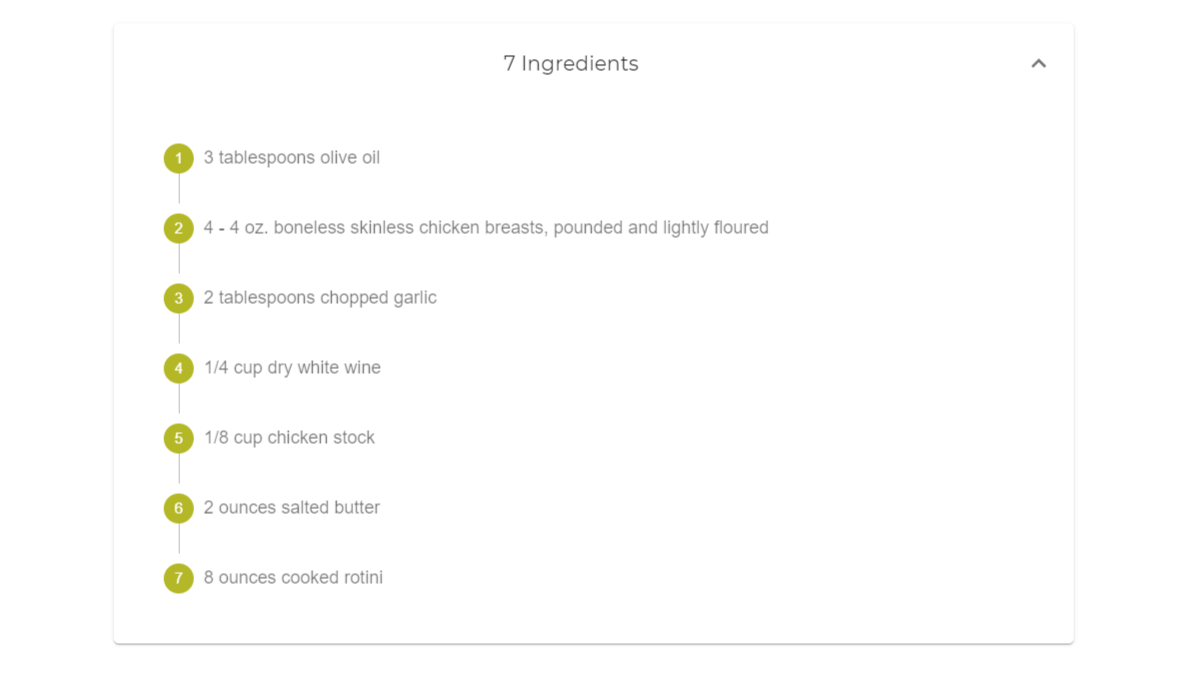 7 Ingredients
1 3 tablespoons olive oil
2 4 - 4 oz. boneless skinless chicken breasts, pounded and lightly floured
3 2 tablespoons chopped garlic
4 1/4 cup dry white wine
5 1/8 cup chicken stock
6 2 ounces salted butter
7 8 ounces cooked rotini